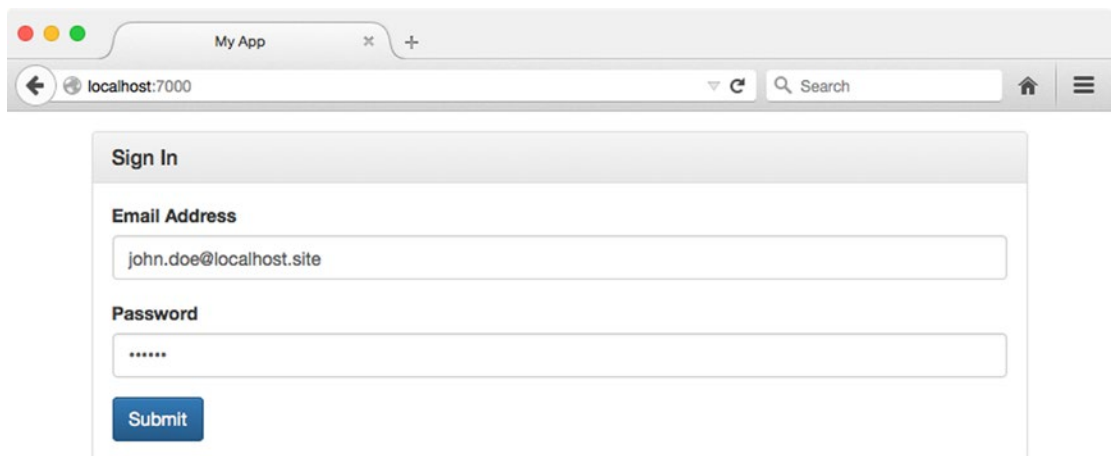 My App
localhost:7000
Search
Sign In
Email Address
john.doe@localhost.site
Password
••••••
Submit